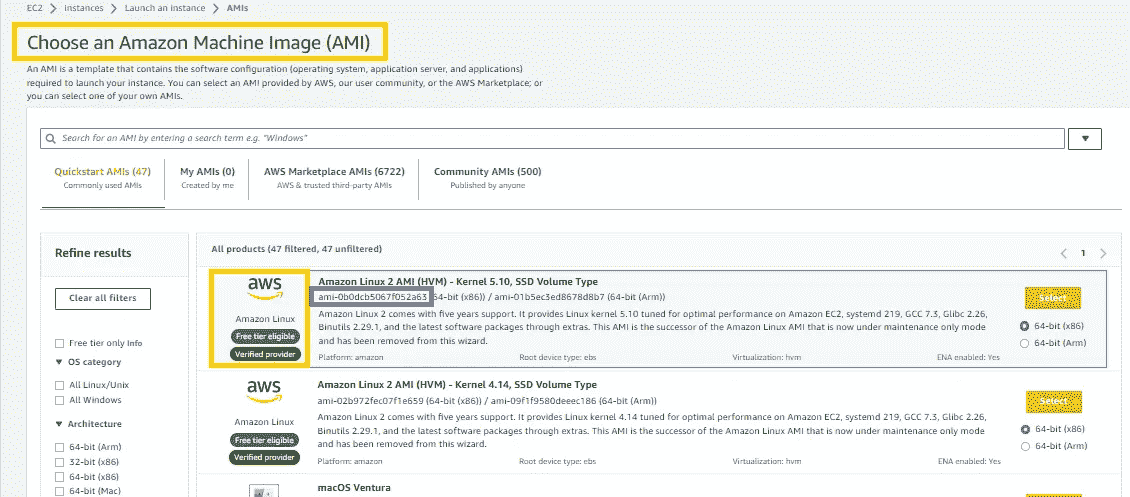 EC2 > Instances > Launch an instance > AMIs
Choose an Amazon Machine Image (AMI)
An AMI is a template that contains the software configuration (operating system, application server, and applications)
required to launch your instance. You can select an AMI provided by AWS, our user community, or the AWS Marketplace; or
you can select one of your own AMIs.
Search for an AMI by entering a search term e.g. "Windows"
Quickstart AMIs (47)
Commonly used AMIs
My AMIs (0)
Created by me
AWS Marketplace AMIs (6722)
AWS & trusted third-party AMIs
Community AMIs (500)
Published by anyone
Refine results
Clear all filters
Free tier only Info
OS category
All Linux/Unix
All Windows
Architecture
64-bit (Arm)
32-bit (x86)
64-bit (x86)
64-bit (Mac)
All products (47 filtered, 47 unfiltered)
< 1 >
aws
Amazon Linux
Free tier eligible
Verified provider
Amazon Linux 2 AMI (HVM) - Kernel 5.10, SSD Volume Type
ami-0b0dcb5067f052a63 (64-bit (x86)) / ami-01b5ec3ed8678d8b7 (64-bit (Arm))
Amazon Linux 2 comes with five years support. It provides Linux kernel 5.10 tuned for optimal performance on Amazon EC2, systemd 219, GCC 7.3, Glibc 2.26,
Binutils 2.29.1, and the latest software packages through extras. This AMI is the successor of the Amazon Linux AMI that is now under maintenance only mode
and has been removed from this wizard.
Platform: amazon Root device type: ebs Virtualization: hvm ENA enabled: Yes
Select
64-bit (x86)
64-bit (Arm)
aws
Amazon Linux
Free tier eligible
Verified provider
Amazon Linux 2 AMI (HVM) - Kernel 4.14, SSD Volume Type
ami-02b972fec07f1e659 (64-bit (x86)) / ami-09f1f9580deeec186 (64-bit (Arm))
Amazon Linux 2 comes with five years support. It provides Linux kernel 4.14 tuned for optimal performance on Amazon EC2, systemd 219, GCC 7.3, Glibc 2.26,
Binutils 2.29.1, and the latest software packages through extras. This AMI is the successor of the Amazon Linux AMI that is now under maintenance only mode
and has been removed from this wizard.
Platform: amazon Root device type: ebs Virtualization: hvm ENA enabled: Yes
Select
64-bit (x86)
64-bit (Arm)
macOS Ventura